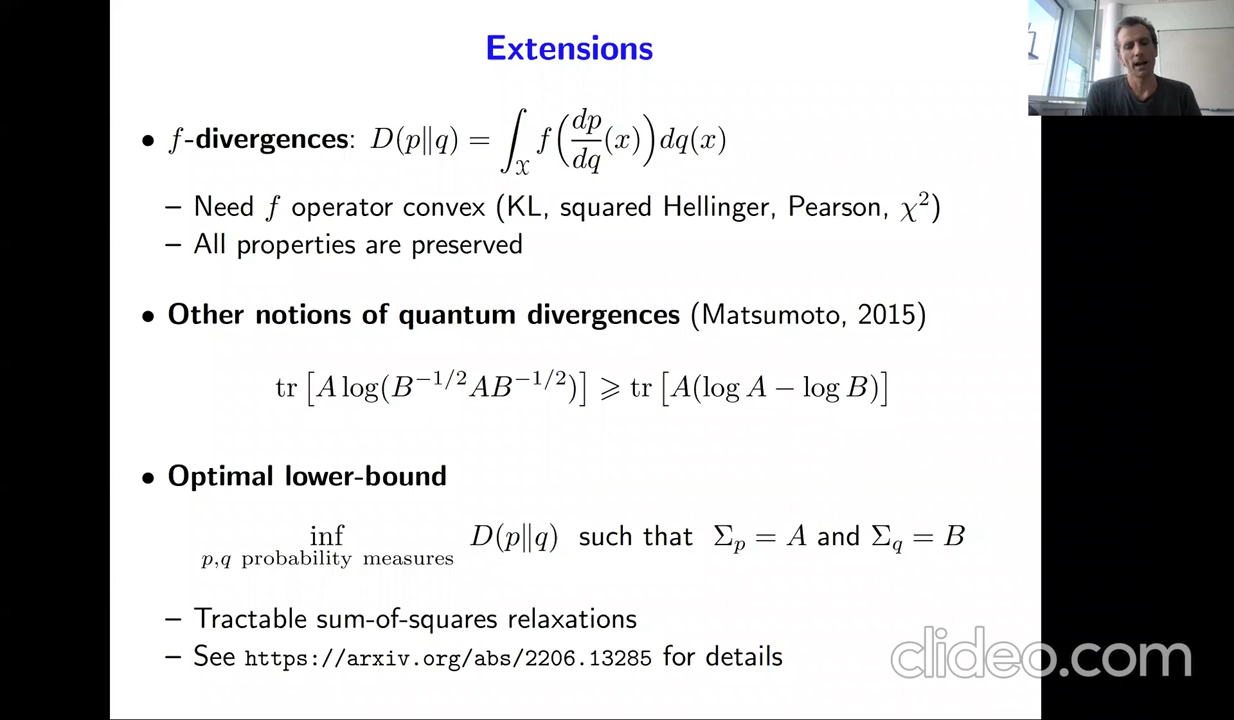 Extensions
• f-divergences: D(p‖q) = ∫_𝒳 f(dp/dq (x)) dq(x)
– Need f operator convex (KL, squared Hellinger, Pearson, χ²)
– All properties are preserved
• Other notions of quantum divergences (Matsumoto, 2015)
tr [A log(B^{−1/2} A B^{−1/2})] ⩾ tr [A(log A − log B)]
• Optimal lower-bound
inf D(p‖q) such that Σ_p = A and Σ_q = B
p,q probability measures
– Tractable sum-of-squares relaxations
– See https://arxiv.org/abs/2206.13285 for details
clideo.com